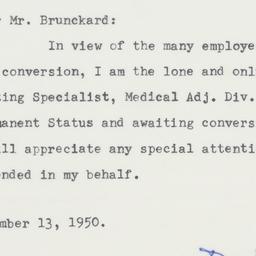 Mr. Brunckard:
In view of the many employe
conversion, I am the lone and onl
ing Specialist, Medical Adj. Div.
manent Status and awaiting convers
ll appreciate any special attenti
nded in my behalf.
mber 13, 1950.